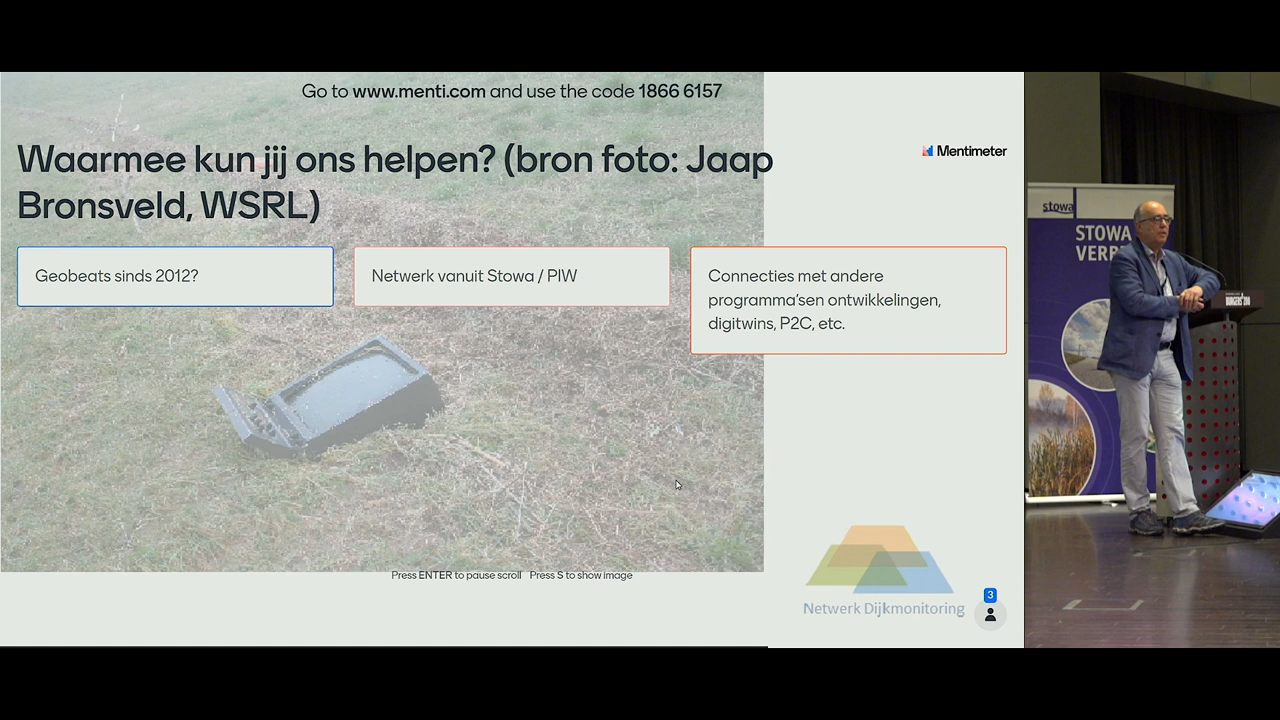 Go to www.menti.com and use the code 1866 6157
Waarmee kun jij ons helpen? (bron foto: Jaap
Bronsveld, WSRL)
Mentimeter
Geobeats sinds 2012?
Netwerk vanuit Stowa / PIW
Connecties met andere
programma'sen ontwikkelingen,
digitwins, P2C, etc.
Press ENTER to pause scroll Press S to show image
Netwerk Dijkmonitoring
3
stowa
STOWA
BURGERS' ZOO